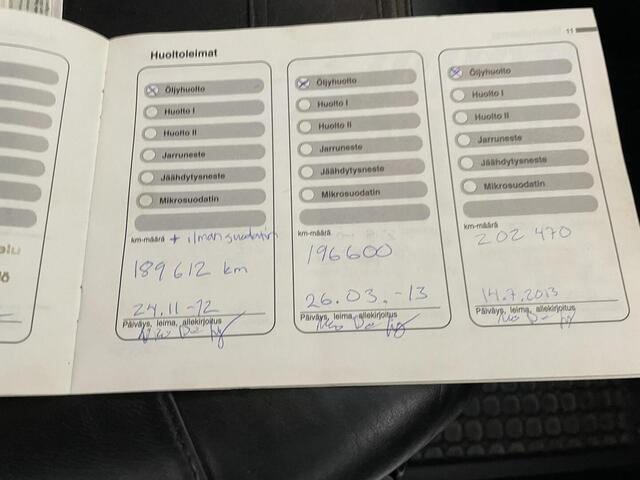 Huoltoleimat
11
Öljyhuolto
Huolto I
Huolto II
Jarruneste
Jäähdytysneste
Mikrosuodatin
km-määrä + ilmansuodatin
189612 km
24.11-12
Päiväys, leima, allekirjoitus
Öljyhuolto
Huolto I
Huolto II
Jarruneste
Jäähdytysneste
Mikrosuodatin
km-määrä
196600
26.03.-13
Päiväys, leima, allekirjoitus
Öljyhuolto
Huolto I
Huolto II
Jarruneste
Jäähdytysneste
Mikrosuodatin
km-määrä
202 470
14.7.2013
Päiväys, leima, allekirjoitus